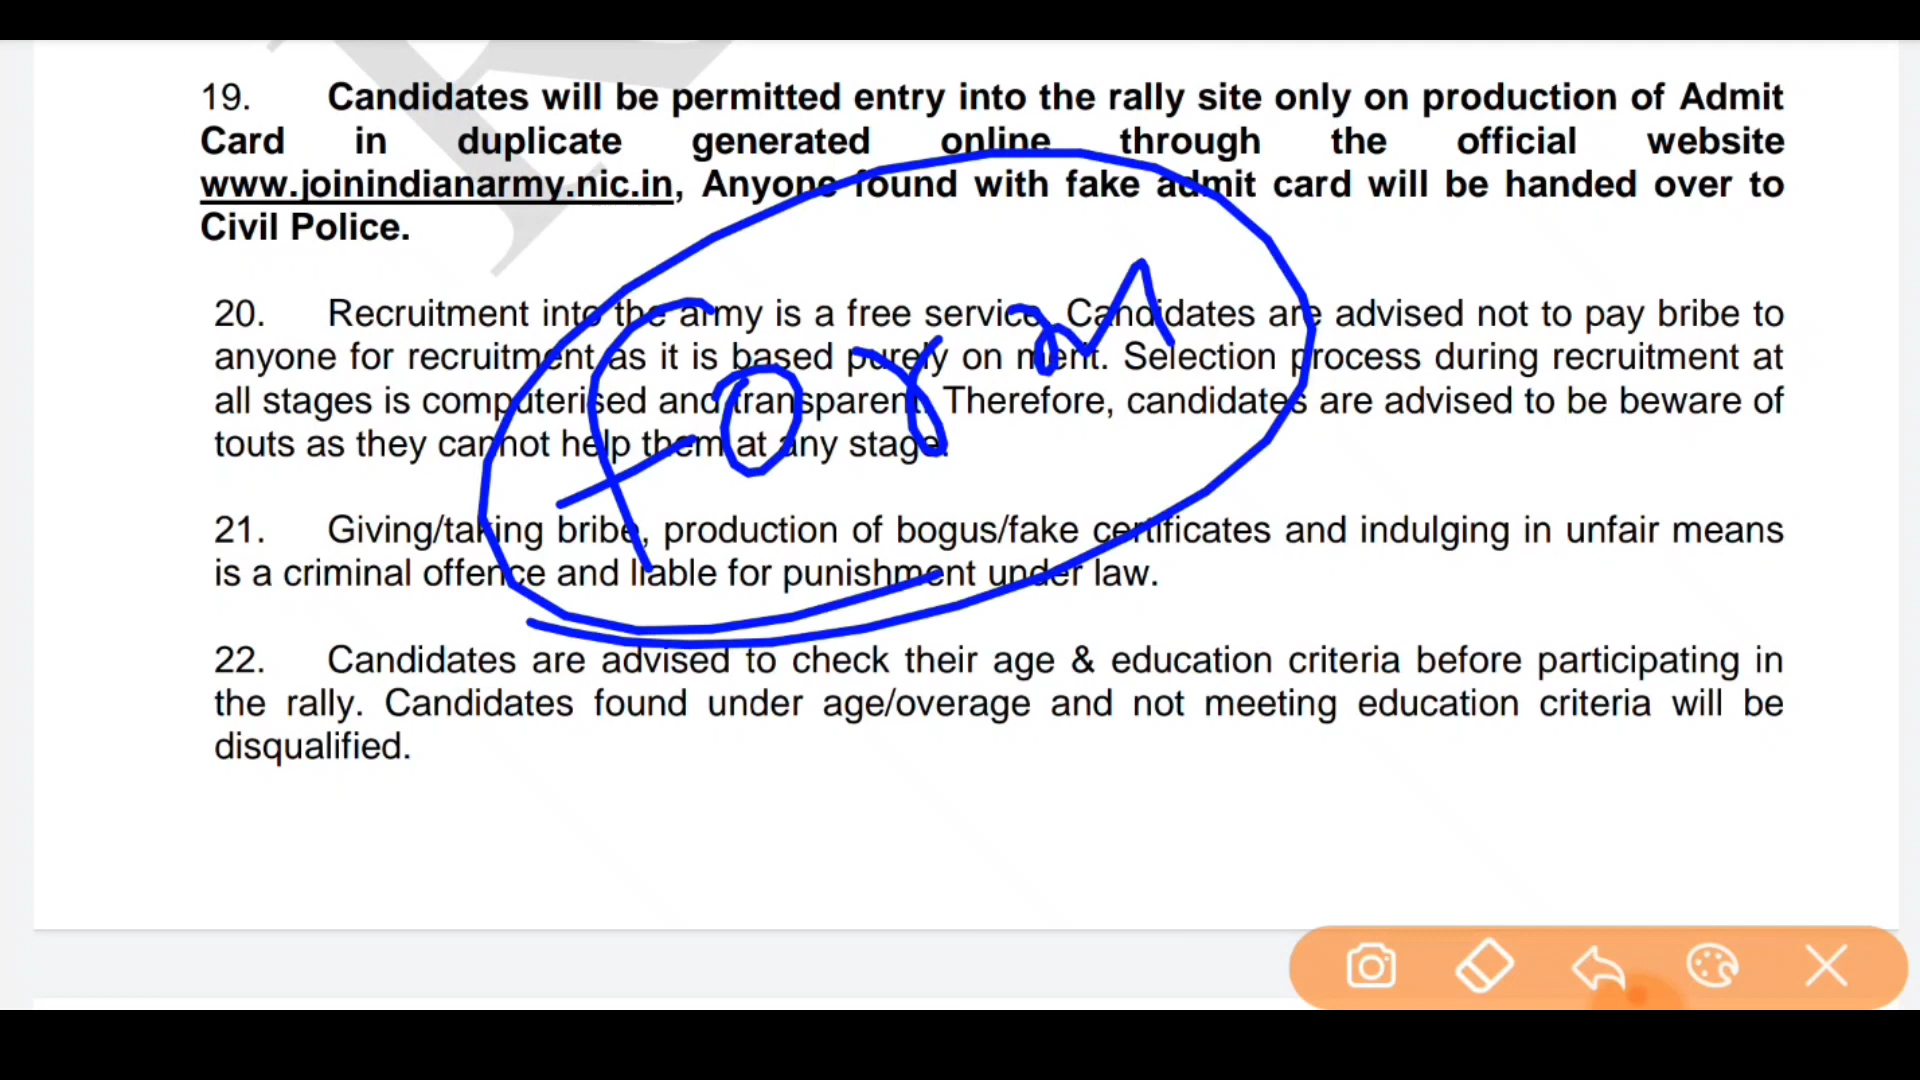 19. Candidates will be permitted entry into the rally site only on production of Admit
Card in duplicate generated online through the official website
www.joinindianarmy.nic.in, Anyone found with fake admit card will be handed over to
Civil Police.
20. Recruitment into the army is a free service. Candidates are advised not to pay bribe to
anyone for recruitment as it is based purely on merit. Selection process during recruitment at
all stages is computerised and transparent. Therefore, candidates are advised to be beware of
touts as they cannot help them at any stage.
form
21. Giving/taking bribe, production of bogus/fake certificates and indulging in unfair means
is a criminal offence and liable for punishment under law.
22. Candidates are advised to check their age & education criteria before participating in
the rally. Candidates found under age/overage and not meeting education criteria will be
disqualified.